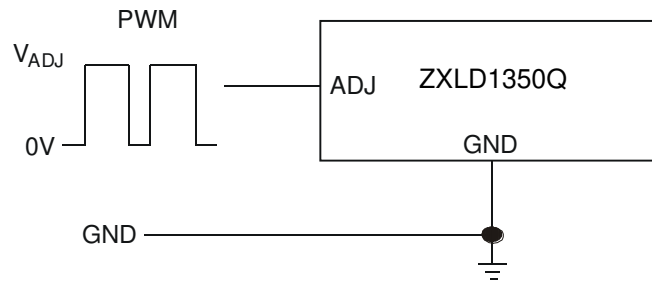 PWM
VADJ
ADJ
ZXLD1350Q
0V
GND
GND